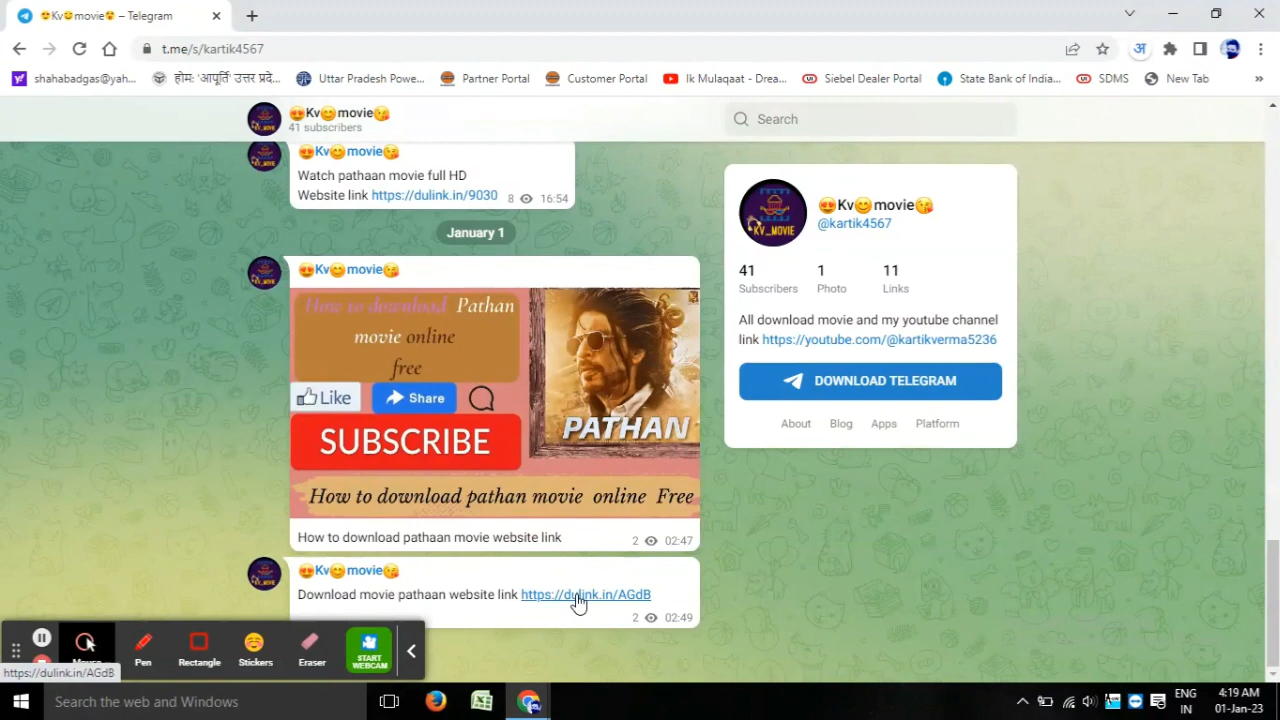 😍Kv😊movie😘 – Telegram
t.me/s/kartik4567
shahabadgas@yah...
होम: 'आपूर्ति' उत्तर प्रदे...
Uttar Pradesh Powe...
Partner Portal
Customer Portal
Ik Mulaqaat - Drea...
Siebel Dealer Portal
State Bank of India...
SDMS
New Tab
»
😍Kv😊movie😘
41 subscribers
Search
😍Kv😊movie😘
Watch pathaan movie full HD
Website link https://dulink.in/9030
8 16:54
January 1
😍Kv😊movie😘
How to download Pathan
movie online
free
Like
Share
SUBSCRIBE
PATHAN
How to download pathan movie online Free
How to download pathaan movie website link
2 02:47
😍Kv😊movie😘
Download movie pathaan website link https://dulink.in/AGdB
2 02:49
KV_MOVIE
😍Kv😊movie😘
@kartik4567
41 1 11
Subscribers Photo Links
All download movie and my youtube channel
link https://youtube.com/@kartikverma5236
DOWNLOAD TELEGRAM
About Blog Apps Platform
Mouse
Pen
Rectangle
Stickers
Eraser
START
WEBCAM
https://dulink.in/AGdB
Search the web and Windows
ENG
IN
4:19 AM
01-Jan-23